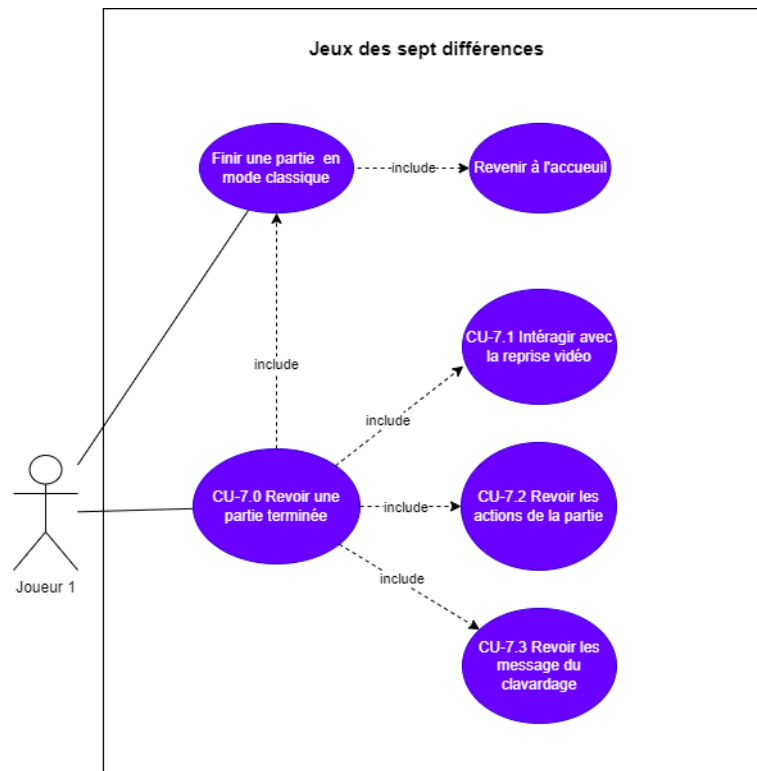 Jeux des sept différences
Finir une partie en
mode classique
include
Revenir à l'accueuil
CU-7.1 Intéragir avec
la reprise vidéo
include
include
CU-7.0 Revoir une
partie terminée
include
CU-7.2 Revoir les
actions de la partie
Joueur 1
include
CU-7.3 Revoir les
message du
clavardage